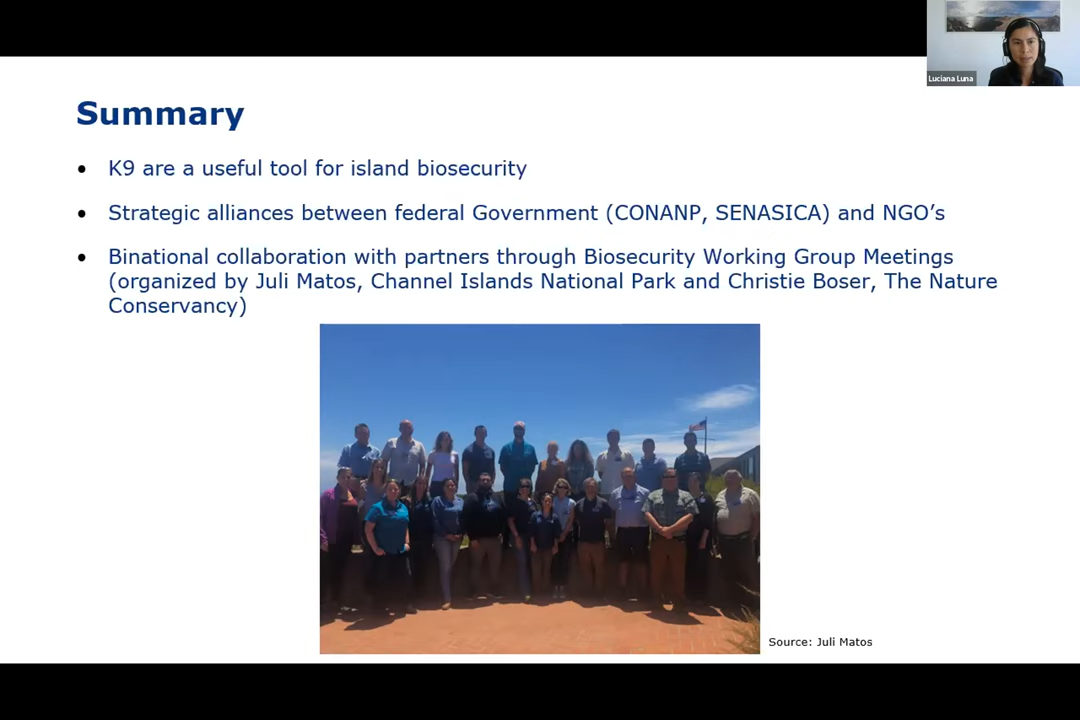 Luciana Luna
Summary
• K9 are a useful tool for island biosecurity
• Strategic alliances between federal Government (CONANP, SENASICA) and NGO’s
• Binational collaboration with partners through Biosecurity Working Group Meetings
(organized by Juli Matos, Channel Islands National Park and Christie Boser, The Nature
Conservancy)
Source: Juli Matos